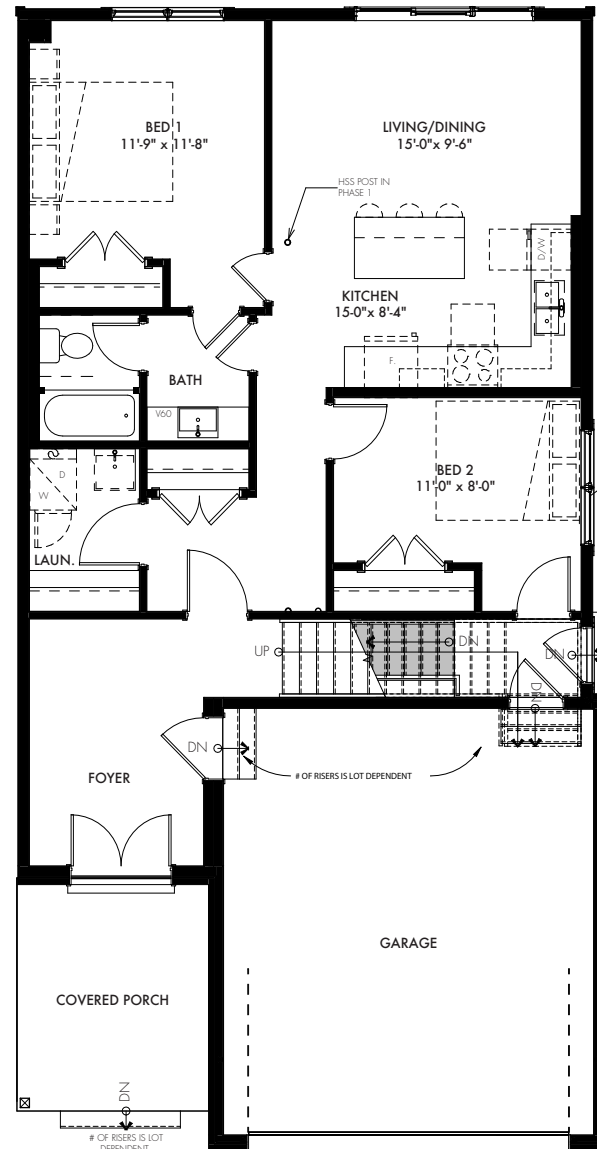 BED 1
11'-9" x 11'-8"
LIVING/DINING
15'-0"x 9'-6"
HSS POST IN
PHASE 1
D/W
KITCHEN
15-0"x 8'-4"
F.
BATH
V60
BED 2
11'-0" x 8'-0"
D
W
LAUN.
UP
DN
DN
DN
DN
# OF RISERS IS LOT DEPENDENT
FOYER
GARAGE
COVERED PORCH
DN
# OF RISERS IS LOT
DEPENDENT